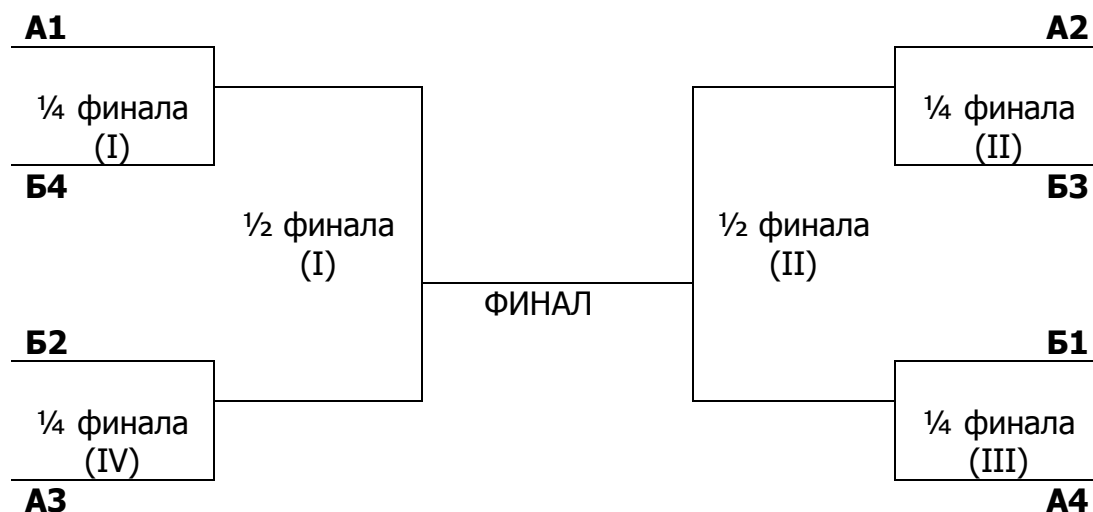 А1
А2
¼ финала
(I)
¼ финала
(II)
Б4
Б3
½ финала
(I)
½ финала
(II)
ФИНАЛ
Б2
Б1
¼ финала
(IV)
¼ финала
(III)
А3
А4